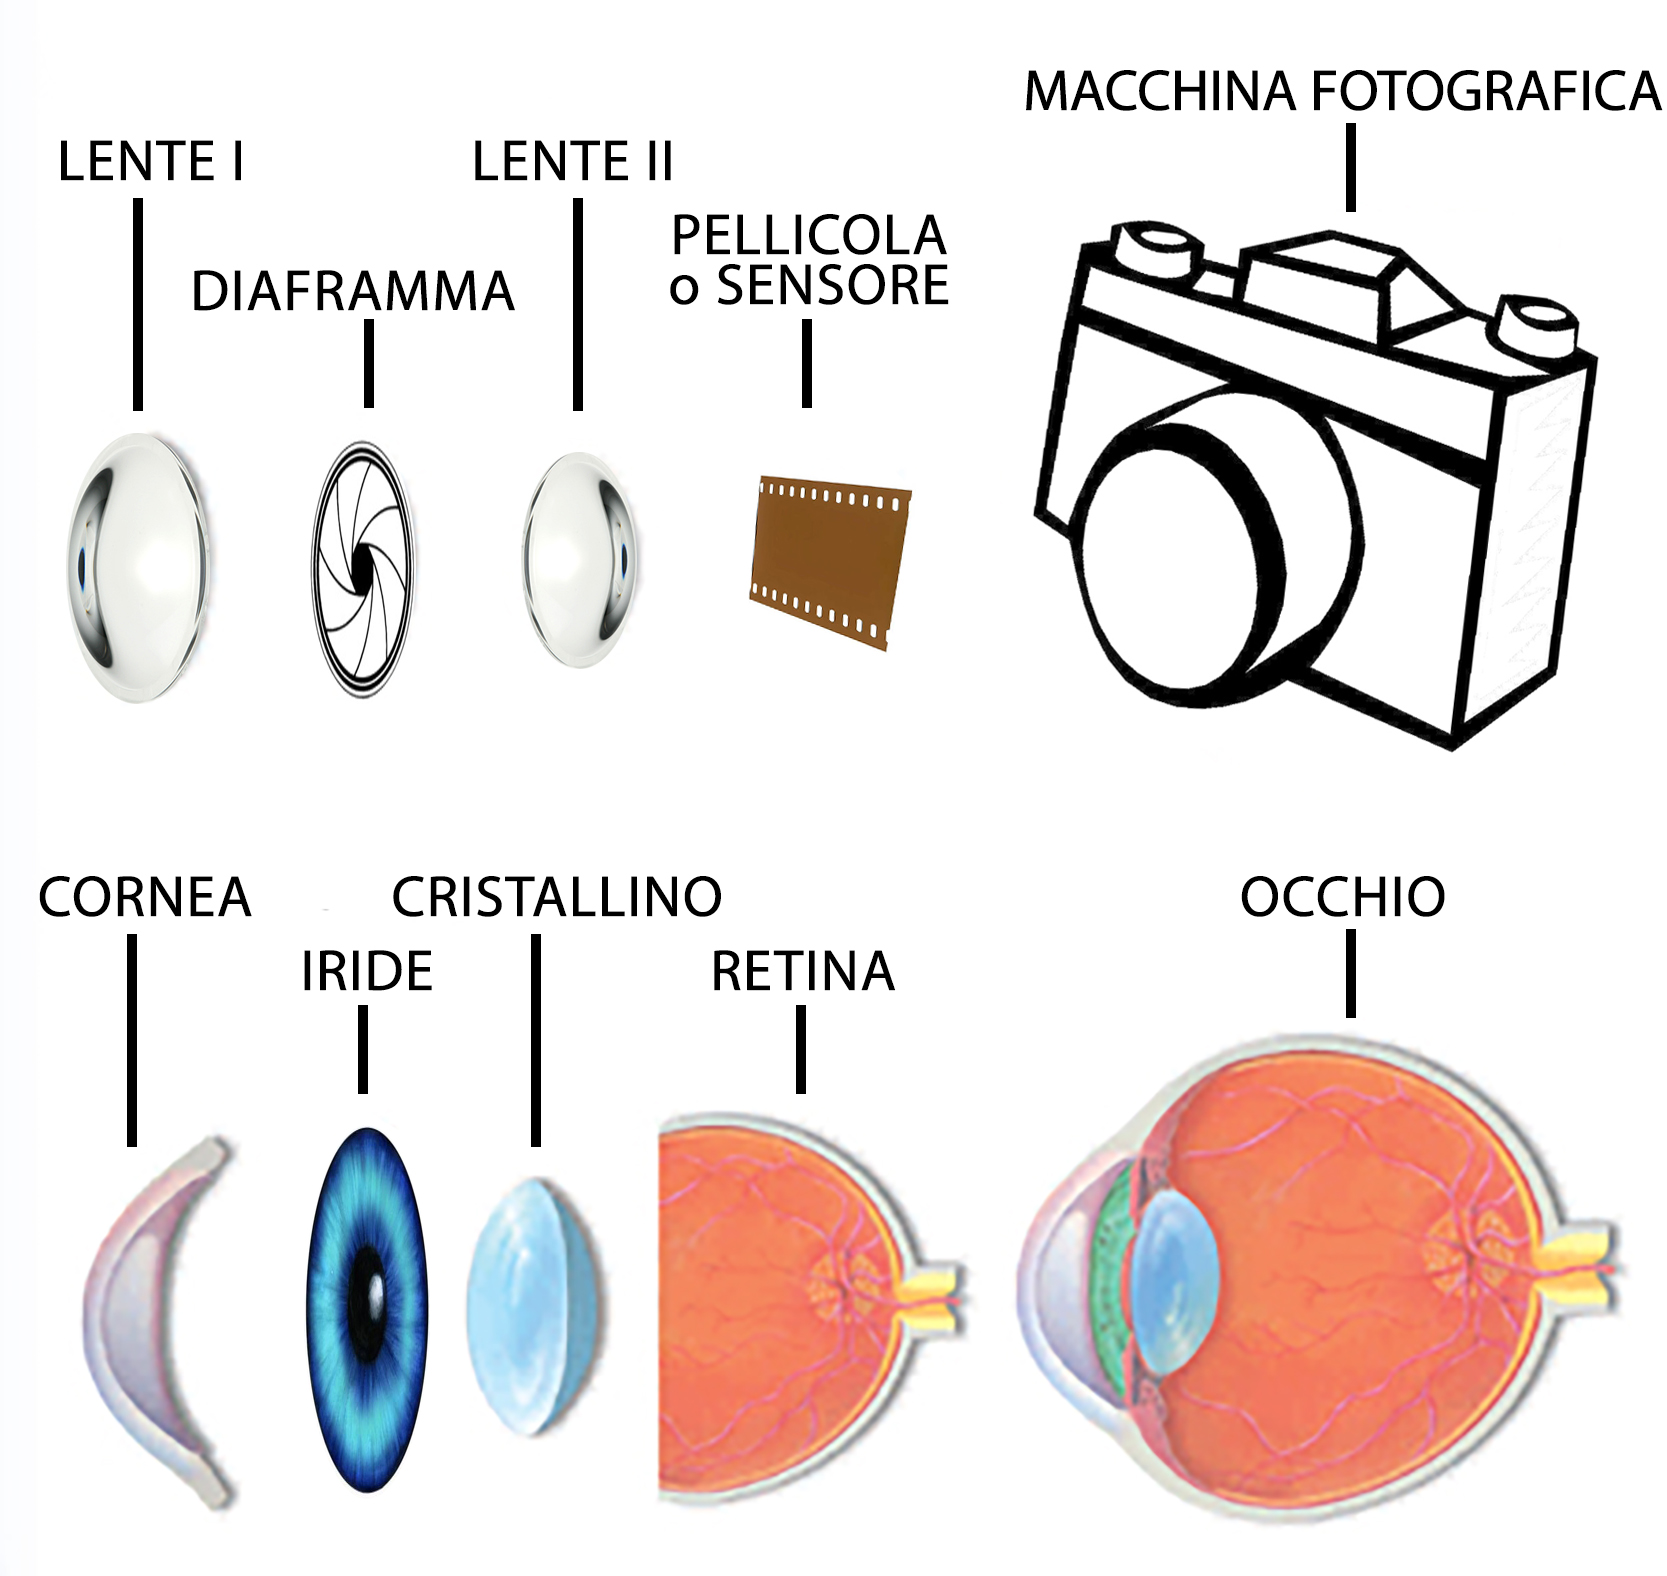 MACCHINA FOTOGRAFICA
LENTE I
LENTE II
PELLICOLA
o SENSORE
DIAFRAMMA
CORNEA
CRISTALLINO
OCCHIO
IRIDE
RETINA